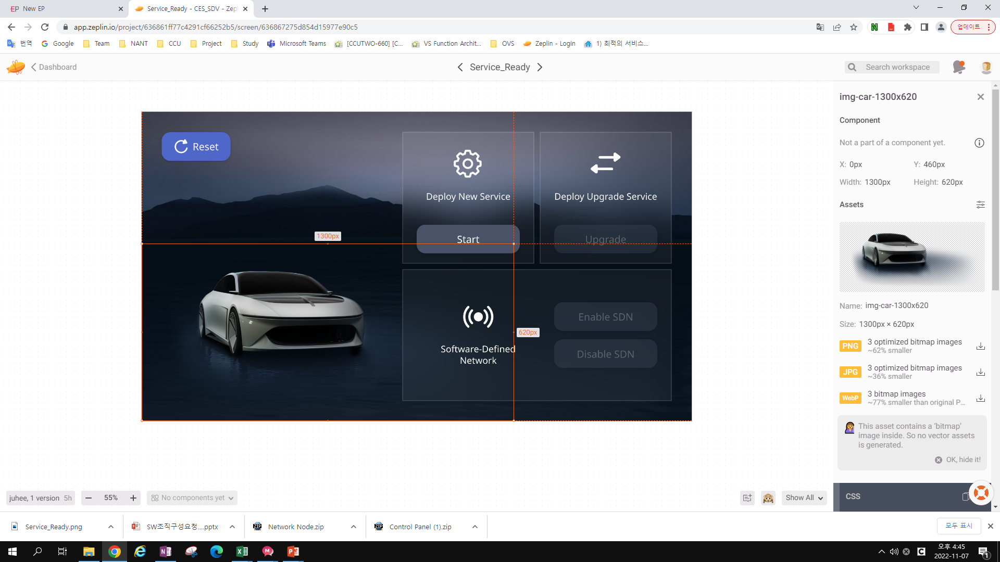 New EP
Service_Ready - CES_SDV - Zepl
app.zeplin.io/project/636861ff77c4291cf66252b5/screen/636867275d854d15977e90c5
업데이트
번역
Google
Team
NANT
CCU
Project
Study
Microsoft Teams
[CCUTWO-660] [C...
VS Function Archit...
OVS
Zeplin - Login
1) 최적의 서비스...
Dashboard
Service_Ready
Search workspace
Reset
Deploy New Service
Deploy Upgrade Service
1300px
Start
Upgrade
620px
Software-Defined
Network
Enable SDN
Disable SDN
img-car-1300x620
Component
Not a part of a component yet.
X: 0px
Y: 460px
Width: 1300px
Height: 620px
Assets
Name: img-car-1300x620
Size: 1300px × 620px
PNG
3 optimized bitmap images
~62% smaller
JPG
3 optimized bitmap images
~36% smaller
WebP
3 bitmap images
~77% smaller than original P...
This asset contains a 'bitmap'
image inside. So no vector assets
is generated.
OK, hide it!
CSS
juhee, 1 version 5h
55%
No components yet
Show All
Service_Ready.png
SW조직구성요청....pptx
Network Node.zip
Control Panel (1).zip
모두 표시
오후 4:45
2022-11-07
1